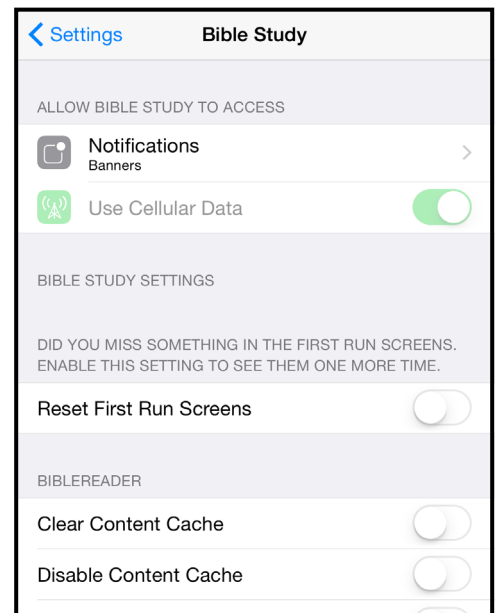 Settings Bible Study
ALLOW BIBLE STUDY TO ACCESS
Notifications
Banners
Use Cellular Data
BIBLE STUDY SETTINGS
DID YOU MISS SOMETHING IN THE FIRST RUN SCREENS.
ENABLE THIS SETTING TO SEE THEM ONE MORE TIME.
Reset First Run Screens
BIBLEREADER
Clear Content Cache
Disable Content Cache